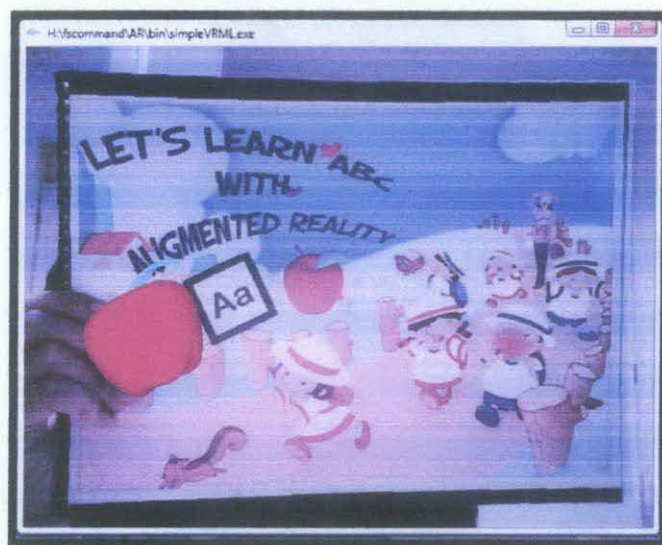 H:\fscommand\AR\bin\simpleVRML.exe
LET'S LEARN ABC
WITH
AUGMENTED REALITY
Aa